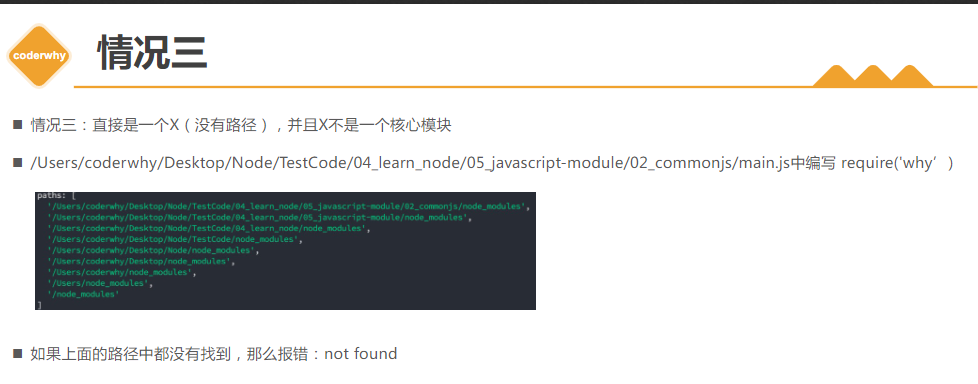 coderwhy
情况三
■ 情况三：直接是一个X（没有路径），并且X不是一个核心模块
■ /Users/coderwhy/Desktop/Node/TestCode/04_learn_node/05_javascript-module/02_commonjs/main.js中编写 require('why’)
paths: [
'/Users/coderwhy/Desktop/Node/TestCode/04_learn_node/05_javascript-module/02_commonjs/node_modules',
'/Users/coderwhy/Desktop/Node/TestCode/04_learn_node/05_javascript-module/node_modules',
'/Users/coderwhy/Desktop/Node/TestCode/04_learn_node/node_modules',
'/Users/coderwhy/Desktop/Node/TestCode/node_modules',
'/Users/coderwhy/Desktop/Node/node_modules',
'/Users/coderwhy/Desktop/node_modules',
'/Users/coderwhy/node_modules',
'/Users/node_modules',
'/node_modules'
]
■ 如果上面的路径中都没有找到，那么报错：not found